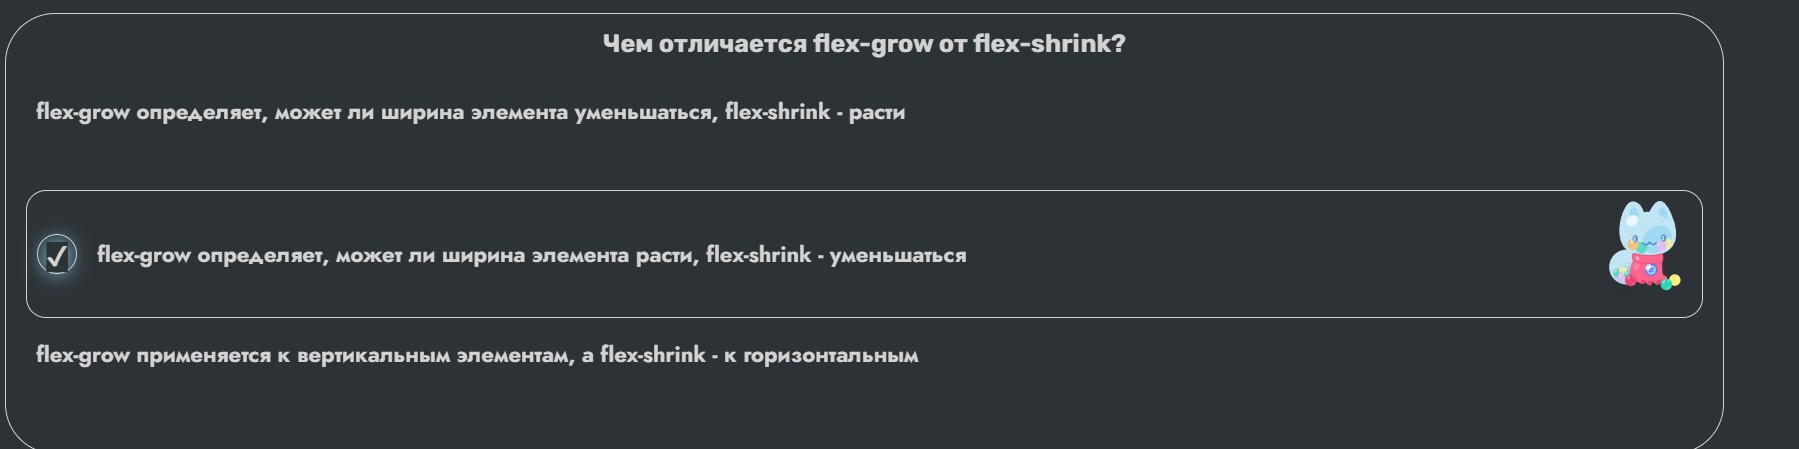 Чем отличается flex-grow от flex-shrink?
flex-grow определяет, может ли ширина элемента уменьшаться, flex-shrink - расти
flex-grow определяет, может ли ширина элемента расти, flex-shrink - уменьшаться
flex-grow применяется к вертикальным элементам, а flex-shrink - к горизонтальным